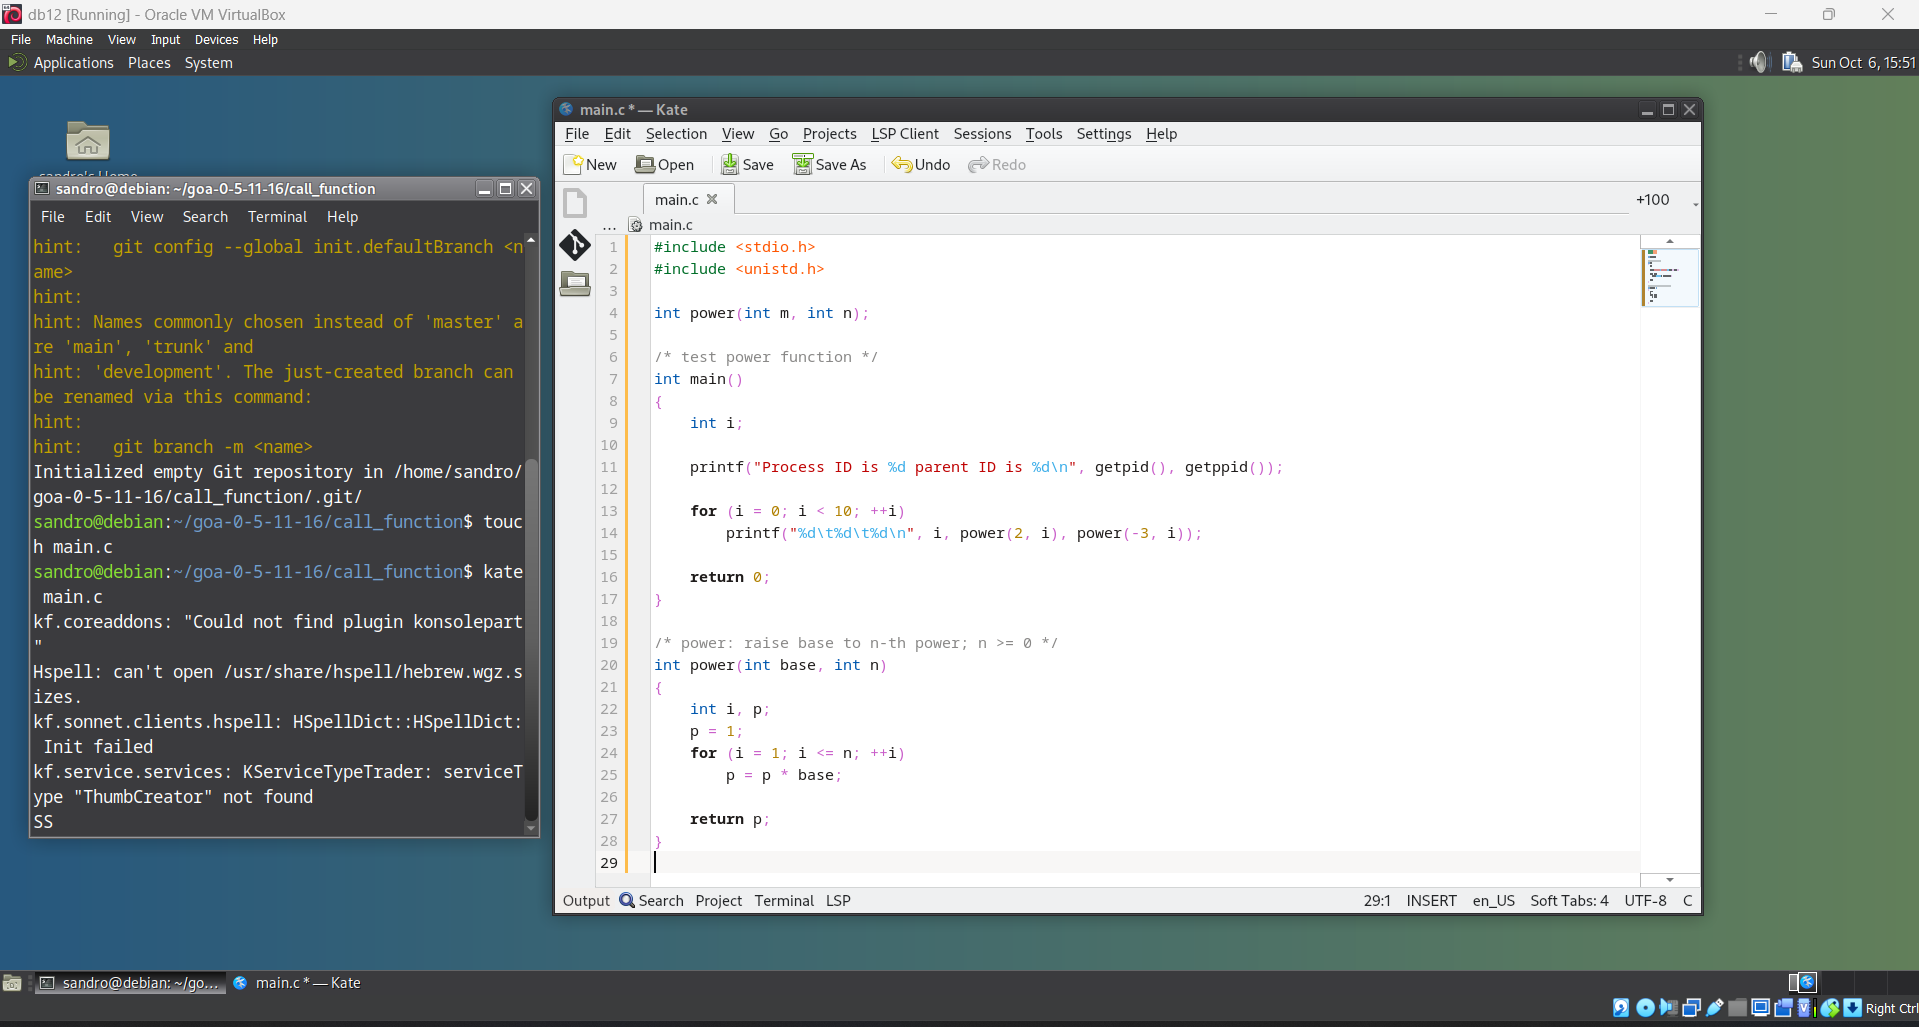 db12 [Running] - Oracle VM VirtualBox
File Machine View Input Devices Help
Applications Places System
Sun Oct 6, 15:51
sandro's Home
sandro@debian: ~/goa-0-5-11-16/call_function
File Edit View Search Terminal Help
hint:   git config --global init.defaultBranch <n
ame>
hint:
hint: Names commonly chosen instead of 'master' a
re 'main', 'trunk' and
hint: 'development'. The just-created branch can
be renamed via this command:
hint:
hint:   git branch -m <name>
Initialized empty Git repository in /home/sandro/
goa-0-5-11-16/call_function/.git/
sandro@debian:~/goa-0-5-11-16/call_function$ touc
h main.c
sandro@debian:~/goa-0-5-11-16/call_function$ kate
 main.c
kf.coreaddons: "Could not find plugin konsolepart
"
Hspell: can't open /usr/share/hspell/hebrew.wgz.s
izes.
kf.sonnet.clients.hspell: HSpellDict::HSpellDict:
 Init failed
kf.service.services: KServiceTypeTrader: serviceT
ype "ThumbCreator" not found
SS
main.c * — Kate
File Edit Selection View Go Projects LSP Client Sessions Tools Settings Help
New Open Save Save As Undo Redo
main.c +100
... main.c
1 #include <stdio.h>
2 #include <unistd.h>
3
4 int power(int m, int n);
5
6 /* test power function */
7 int main()
8 {
9     int i;
10
11     printf("Process ID is %d parent ID is %d\n", getpid(), getppid());
12
13     for (i = 0; i < 10; ++i)
14         printf("%d\t%d\t%d\n", i, power(2, i), power(-3, i));
15
16     return 0;
17 }
18
19 /* power: raise base to n-th power; n >= 0 */
20 int power(int base, int n)
21 {
22     int i, p;
23     p = 1;
24     for (i = 1; i <= n; ++i)
25         p = p * base;
26
27     return p;
28 }
29
Output Search Project Terminal LSP 29:1 INSERT en_US Soft Tabs: 4 UTF-8 C
sandro@debian: ~/go... main.c * — Kate
Right Ctrl